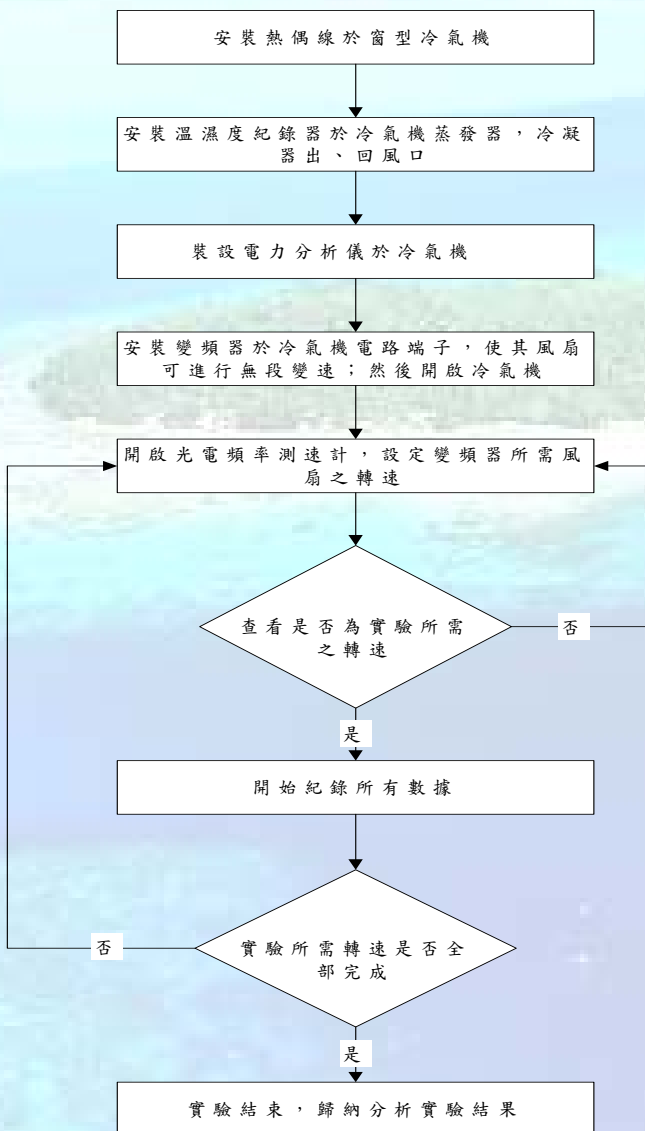 安裝熱偶線於窗型冷氣機
安裝溫濕度紀錄器於冷氣機蒸發器，冷凝
器出、回風口
裝設電力分析儀於冷氣機
安裝變頻器於冷氣機電路端子，使其風扇
可進行無段變速；然後開啟冷氣機
開啟光電頻率測速計，設定變頻器所需風
扇之轉速
查看是否為實驗所需
之轉速
否
是
開始紀錄所有數據
實驗所需轉速是否全
部完成
否
是
實驗結束，歸納分析實驗結果